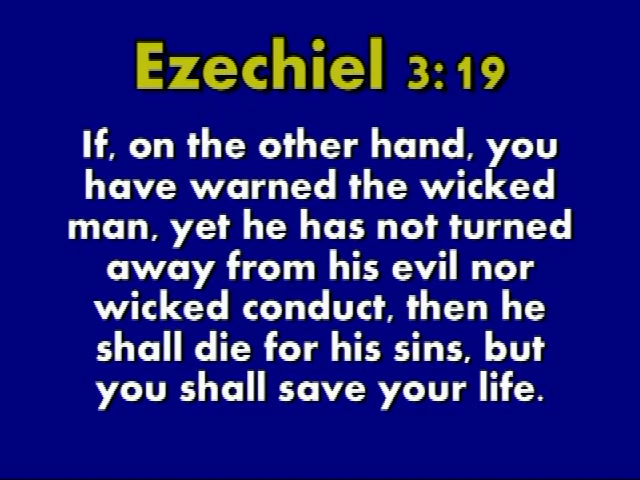 Ezechiel 3:19
If, on the other hand, you
have warned the wicked
man, yet he has not turned
away from his evil nor
wicked conduct, then he
shall die for his sins, but
you shall save your life.